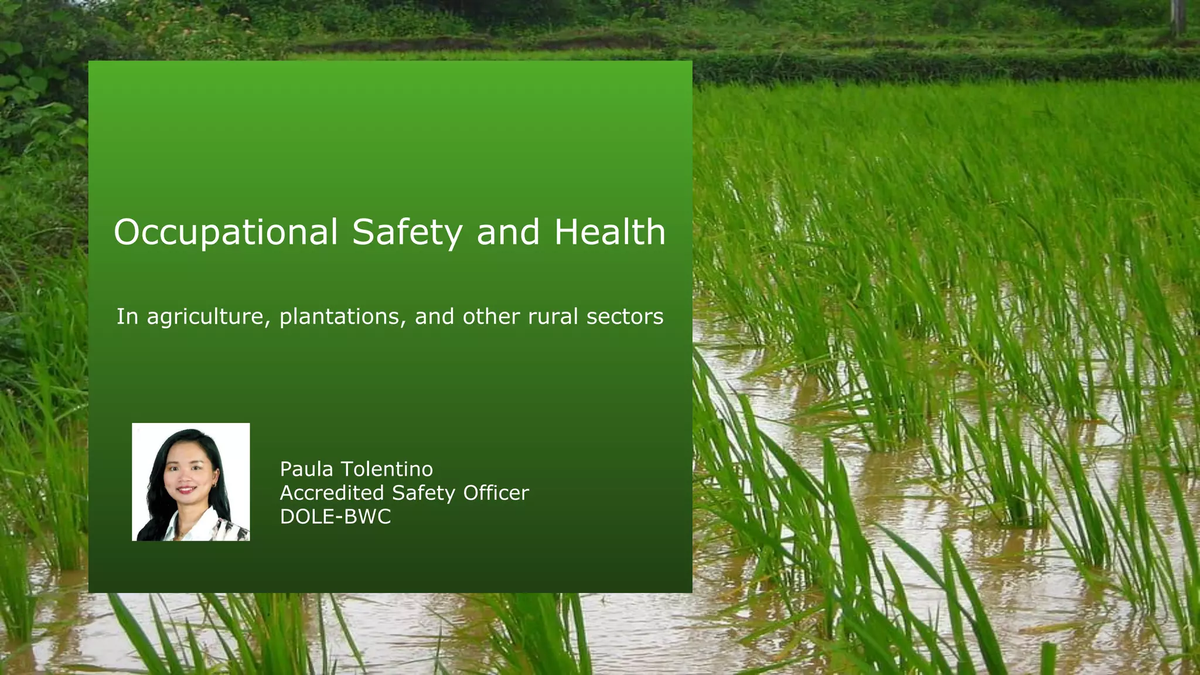 Occupational Safety and Health
In agriculture, plantations, and other rural sectors
Paula Tolentino
Accredited Safety Officer
DOLE-BWC